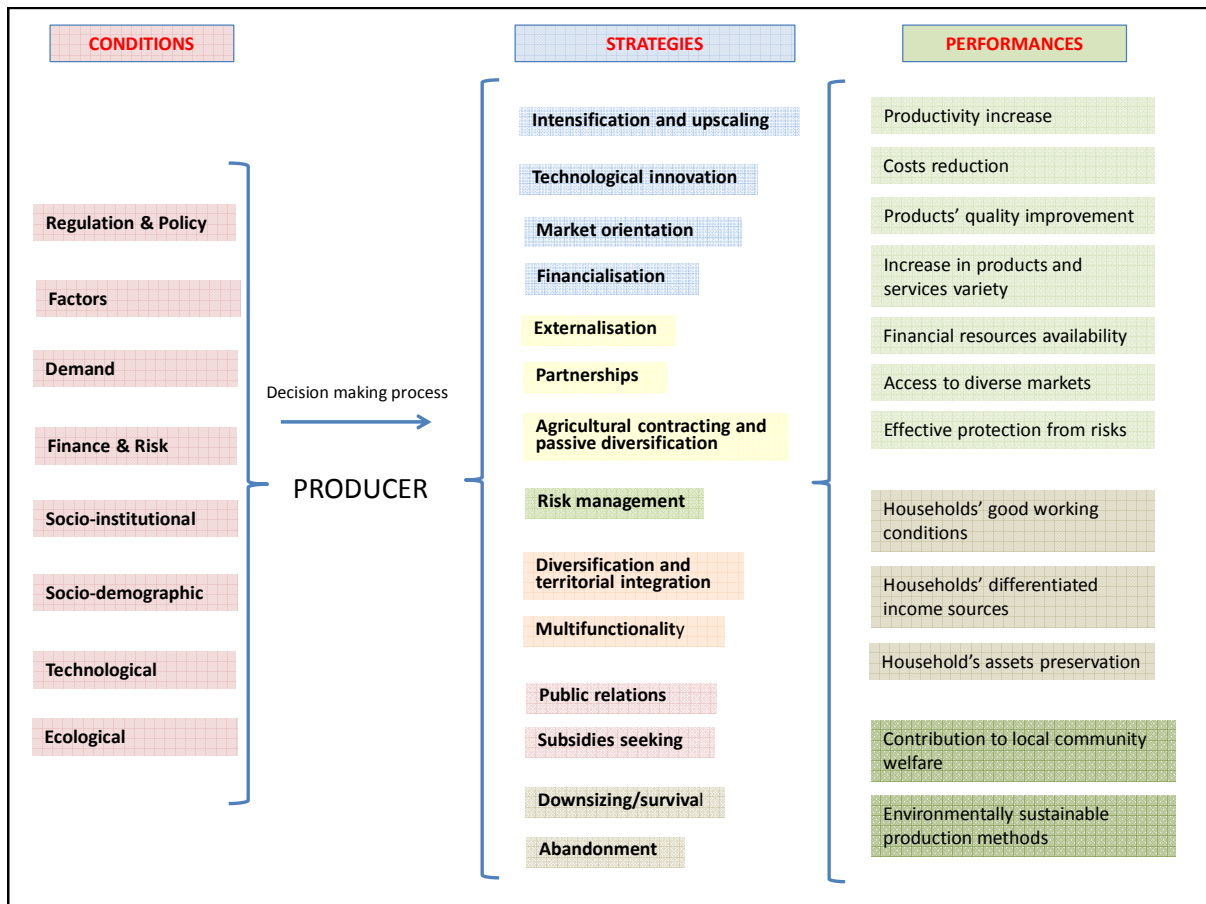 CONDITIONS
Regulation & Policy
Factors
Demand
Finance & Risk
Socio-institutional
Socio-demographic
Technological
Ecological
Decision making process
PRODUCER
STRATEGIES
Intensification and upscaling
Technological innovation
Market orientation
Financialisation
Externalisation
Partnerships
Agricultural contracting and
passive diversification
Risk management
Diversification and
territorial integration
Multifunctionality
Public relations
Subsidies seeking
Downsizing/survival
Abandonment
PERFORMANCES
Productivity increase
Costs reduction
Products’ quality improvement
Increase in products and
services variety
Financial resources availability
Access to diverse markets
Effective protection from risks
Households’ good working
conditions
Households’ differentiated
income sources
Household’s assets preservation
Contribution to local community
welfare
Environmentally sustainable
production methods